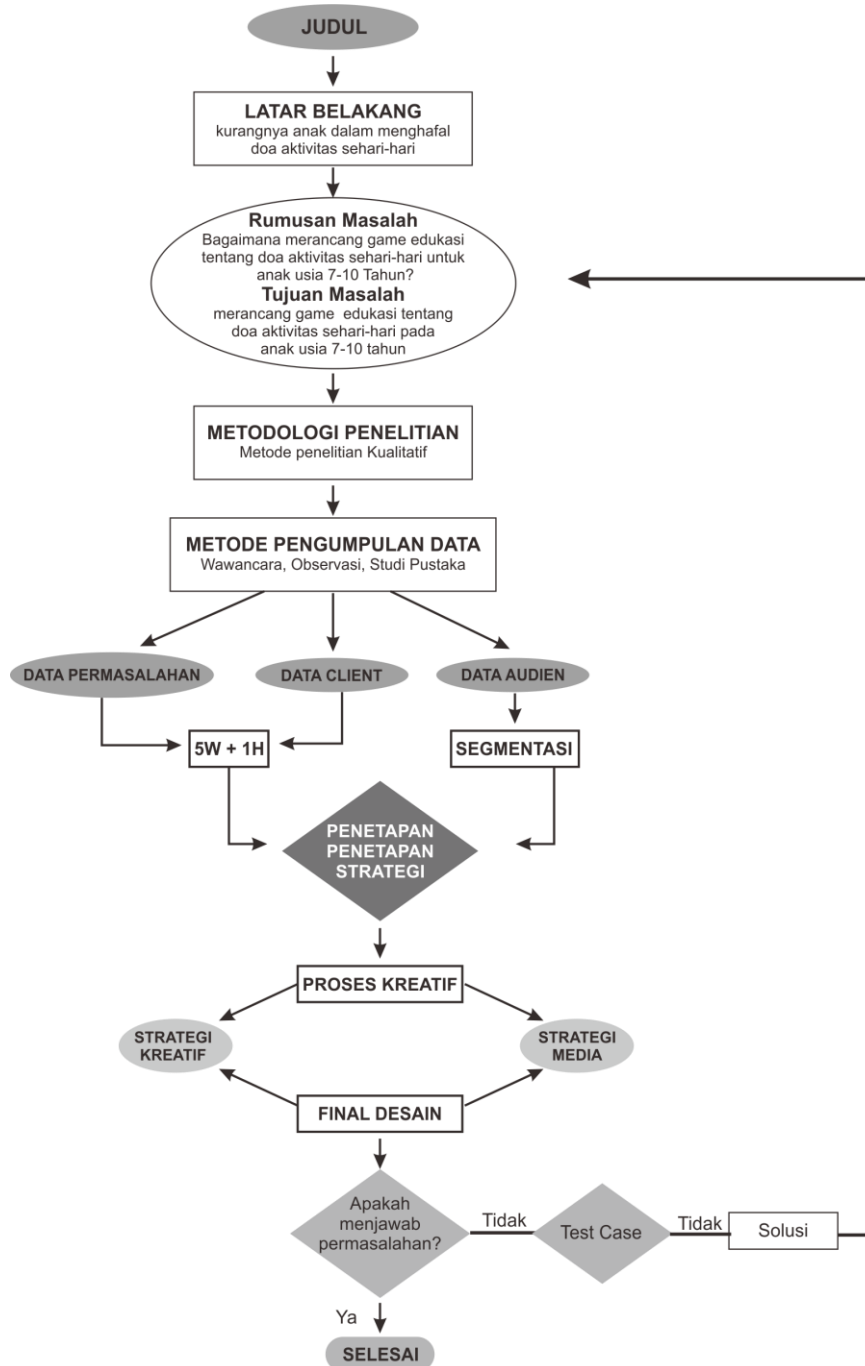 JUDUL
LATAR BELAKANG
kurangnya anak dalam menghafal
doa aktivitas sehari-hari
Rumusan Masalah
Bagaimana merancang game edukasi
tentang doa aktivitas sehari-hari untuk
anak usia 7-10 Tahun?
Tujuan Masalah
merancang game edukasi tentang
doa aktivitas sehari-hari pada
anak usia 7-10 tahun
METODOLOGI PENELITIAN
Metode penelitian Kualitatif
METODE PENGUMPULAN DATA
Wawancara, Observasi, Studi Pustaka
DATA PERMASALAHAN
DATA CLIENT
DATA AUDIEN
5W + 1H
SEGMENTASI
PENETAPAN
PENETAPAN
STRATEGI
PROSES KREATIF
STRATEGI
KREATIF
STRATEGI
MEDIA
FINAL DESAIN
Apakah
menjawab
permasalahan?
Tidak
Test Case
Tidak
Solusi
Ya
SELESAI